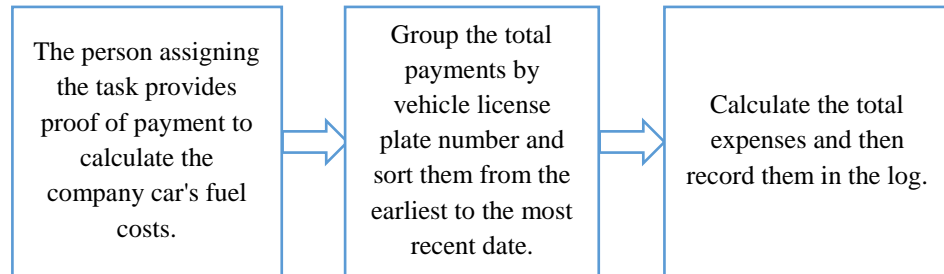 The person assigning
the task provides
proof of payment to
calculate the
company car's fuel
costs.
Group the total
payments by
vehicle license
plate number and
sort them from the
earliest to the most
recent date.
Calculate the total
expenses and then
record them in the log.